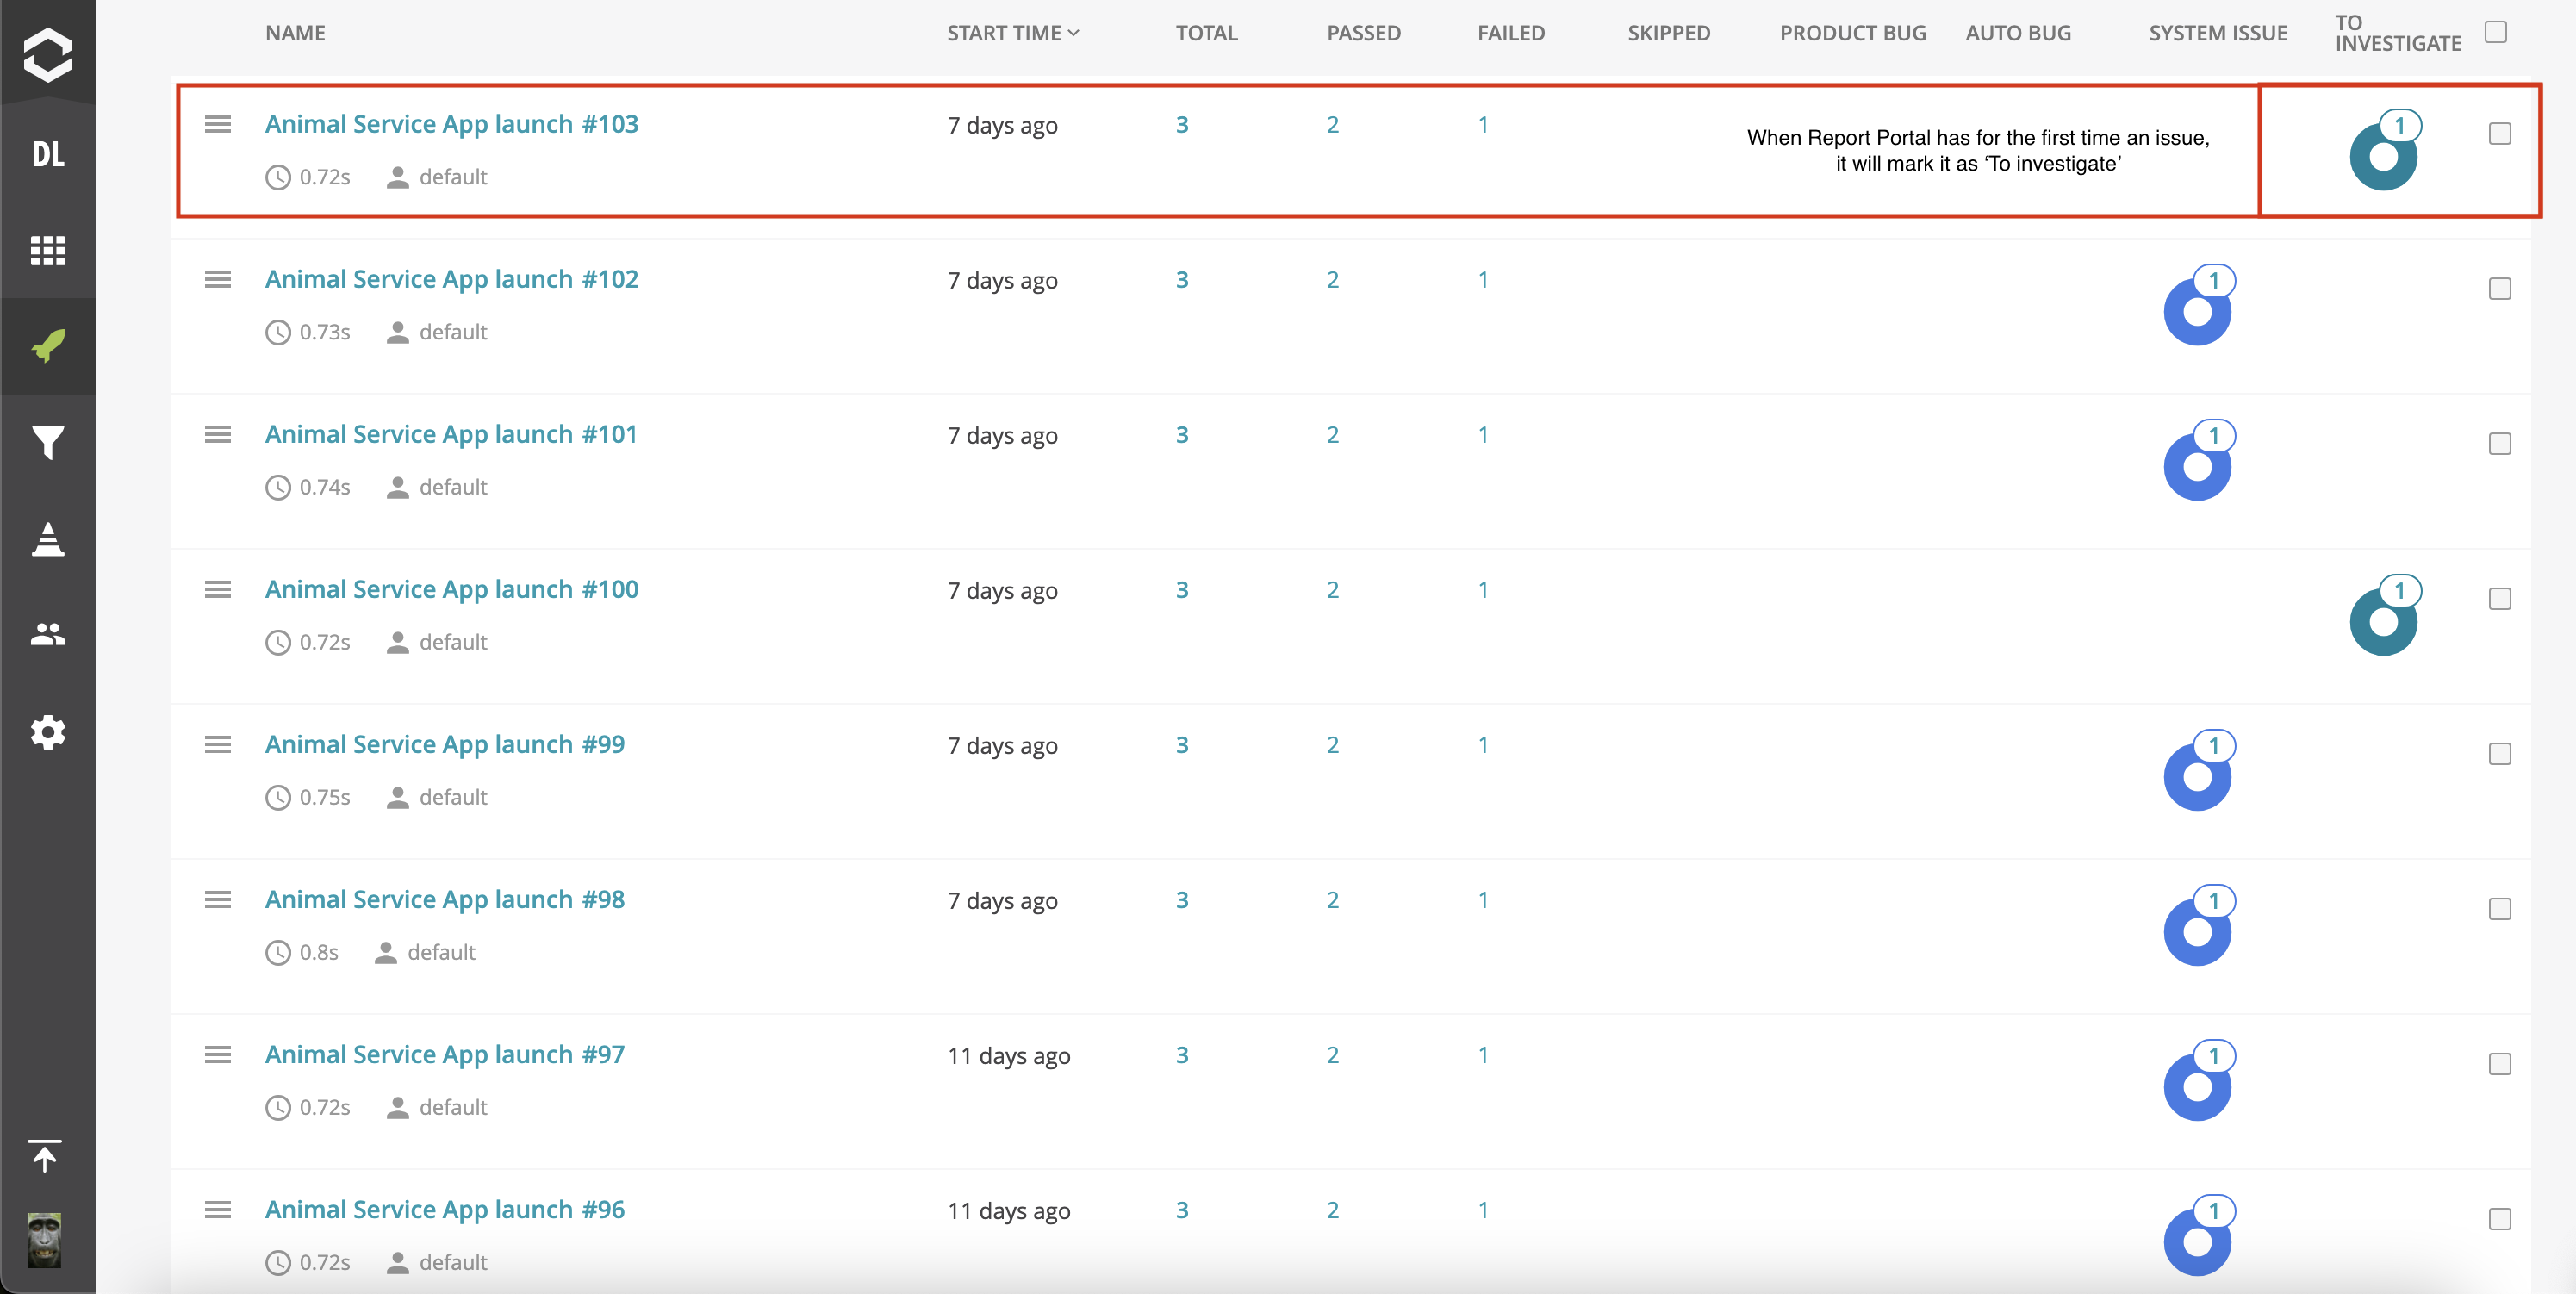 NAME START TIME TOTAL PASSED FAILED SKIPPED PRODUCT BUG AUTO BUG SYSTEM ISSUE TO INVESTIGATE
DL
Animal Service App launch #103 7 days ago 3 2 1 1
When Report Portal has for the first time an issue,
it will mark it as ‘To investigate’
0.72s default
Animal Service App launch #102 7 days ago 3 2 1 1
0.73s default
Animal Service App launch #101 7 days ago 3 2 1 1
0.74s default
Animal Service App launch #100 7 days ago 3 2 1 1
0.72s default
Animal Service App launch #99 7 days ago 3 2 1 1
0.75s default
Animal Service App launch #98 7 days ago 3 2 1 1
0.8s default
Animal Service App launch #97 11 days ago 3 2 1 1
0.72s default
Animal Service App launch #96 11 days ago 3 2 1 1
0.72s default